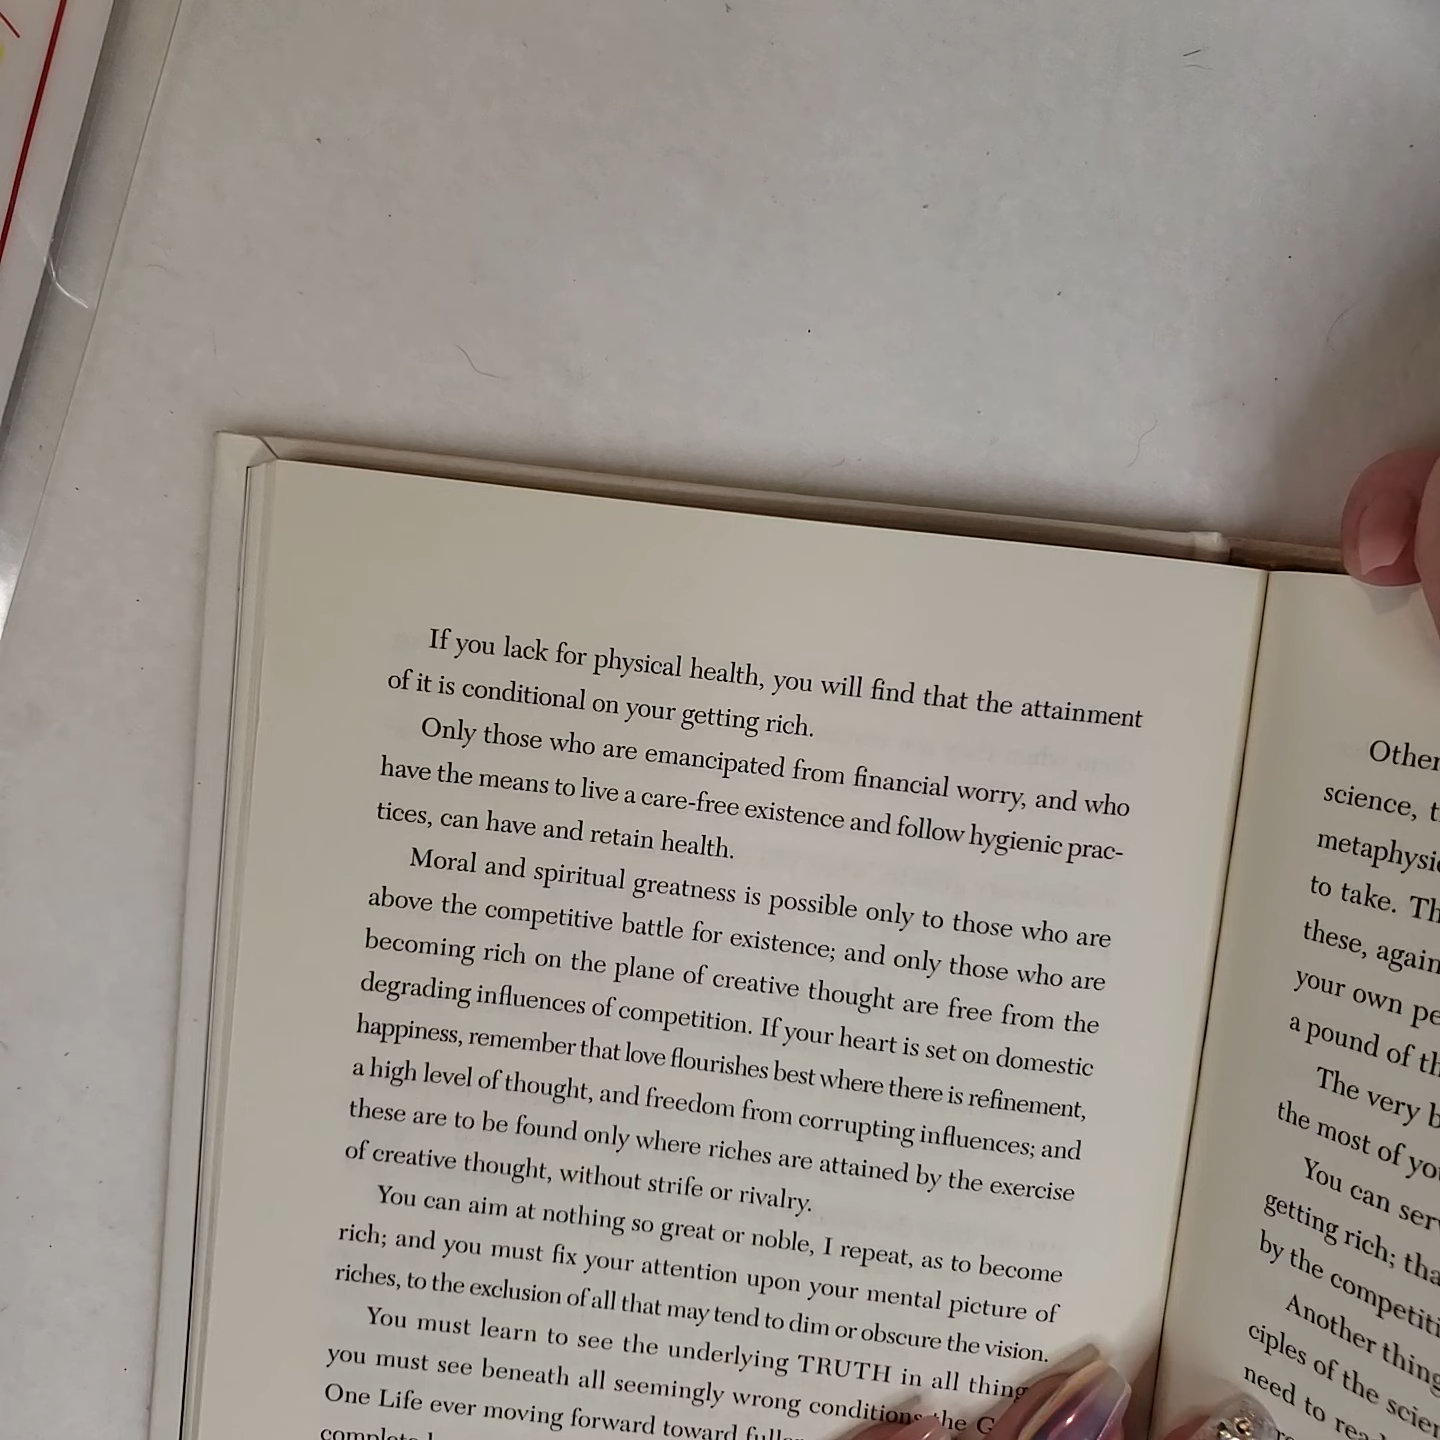 If you lack for physical health, you will find that the attainment
of it is conditional on your getting rich.
Only those who are emancipated from financial worry, and who
have the means to live a care-free existence and follow hygienic prac-
tices, can have and retain health.
Moral and spiritual greatness is possible only to those who are
above the competitive battle for existence; and only those who are
becoming rich on the plane of creative thought are free from the
degrading influences of competition. If your heart is set on domestic
happiness, remember that love flourishes best where there is refinement,
a high level of thought, and freedom from corrupting influences; and
these are to be found only where riches are attained by the exercise
of creative thought, without strife or rivalry.
You can aim at nothing so great or noble, I repeat, as to become
rich; and you must fix your attention upon your mental picture of
riches, to the exclusion of all that may tend to dim or obscure the vision.
You must learn to see the underlying TRUTH in all
you must see beneath all seemingly wrong conditions the
One Life ever moving forward toward
Other
science,
to take.
these, again
your own
a pound of
The very
the most of
You can
getting rich;
by the
Another thing
of the
need to